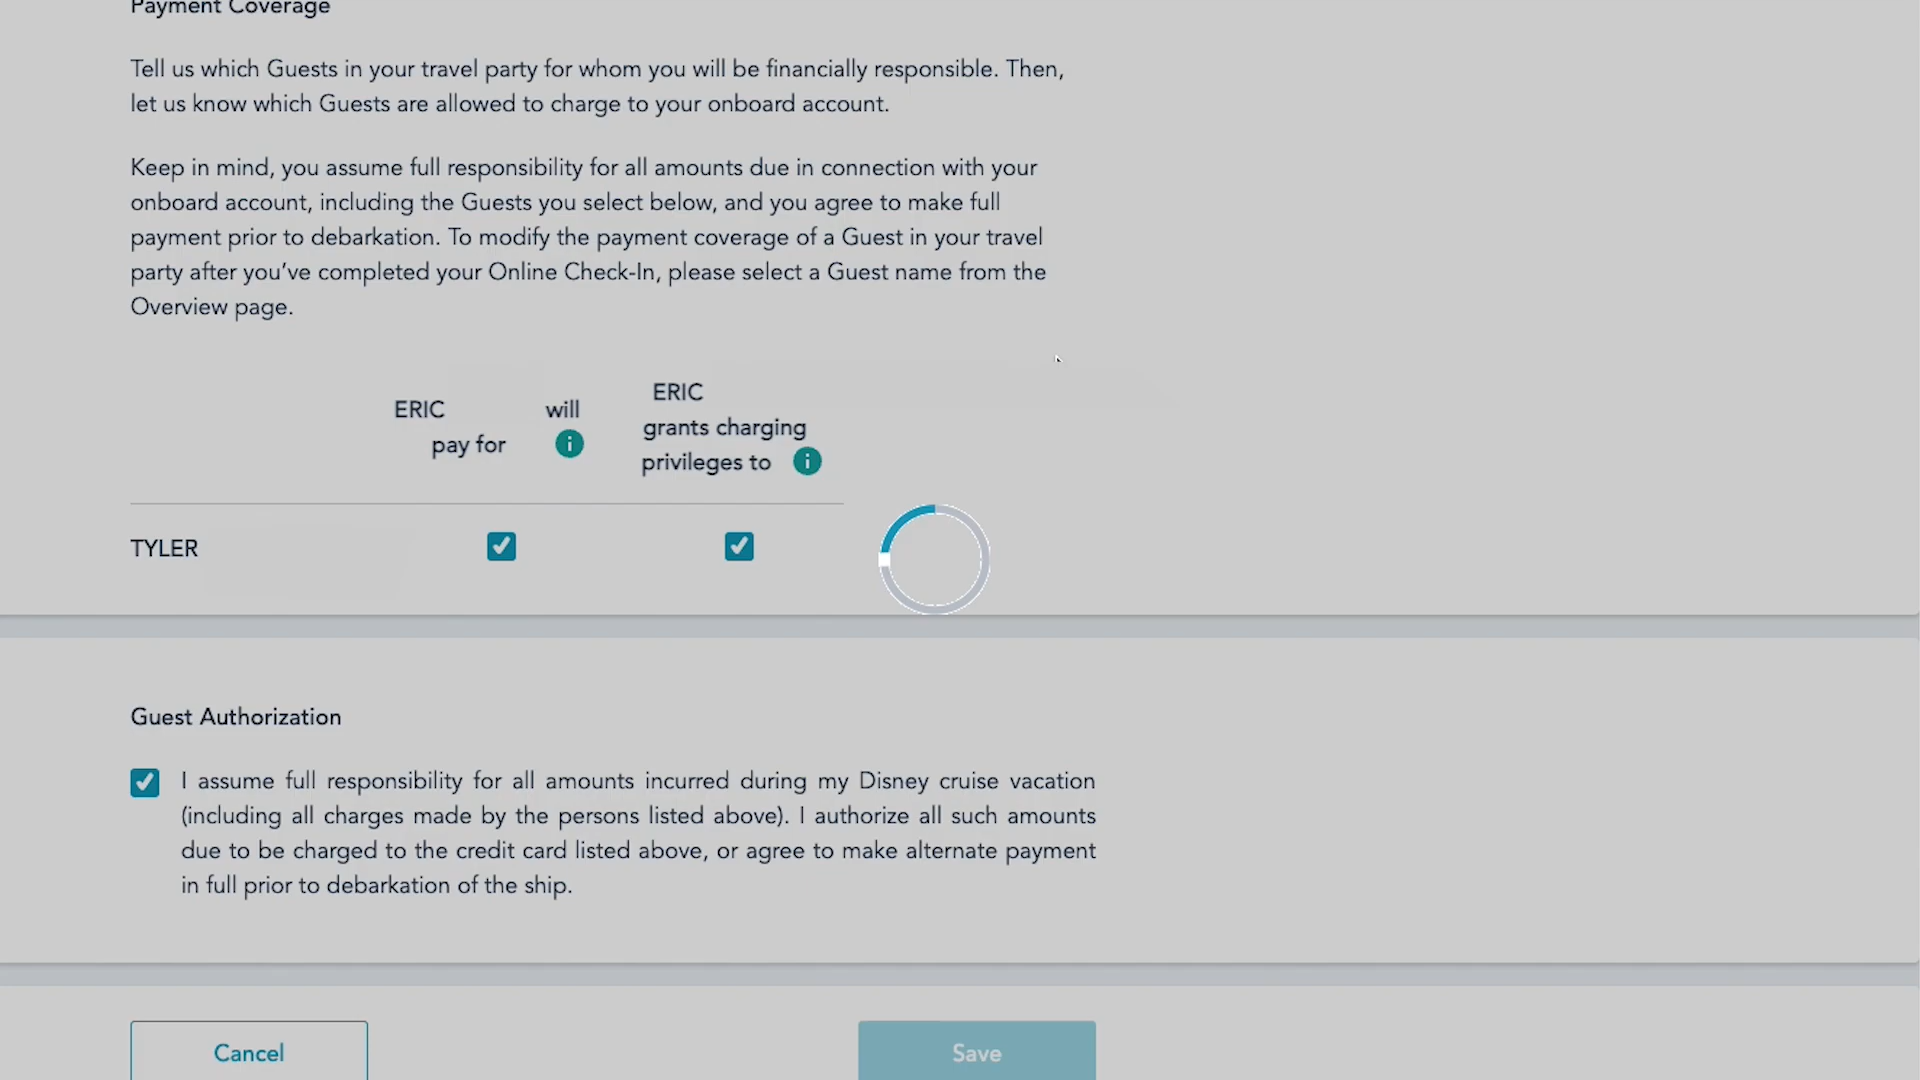 Payment Coverage
Tell us which Guests in your travel party for whom you will be financially responsible. Then,
let us know which Guests are allowed to charge to your onboard account.
Keep in mind, you assume full responsibility for all amounts due in connection with your
onboard account, including the Guests you select below, and you agree to make full
payment prior to debarkation. To modify the payment coverage of a Guest in your travel
party after you've completed your Online Check-In, please select a Guest name from the
Overview page.
ERIC will
pay for
ERIC
grants charging
privileges to
TYLER
Guest Authorization
I assume full responsibility for all amounts incurred during my Disney cruise vacation
(including all charges made by the persons listed above). I authorize all such amounts
due to be charged to the credit card listed above, or agree to make alternate payment
in full prior to debarkation of the ship.
Cancel
Save